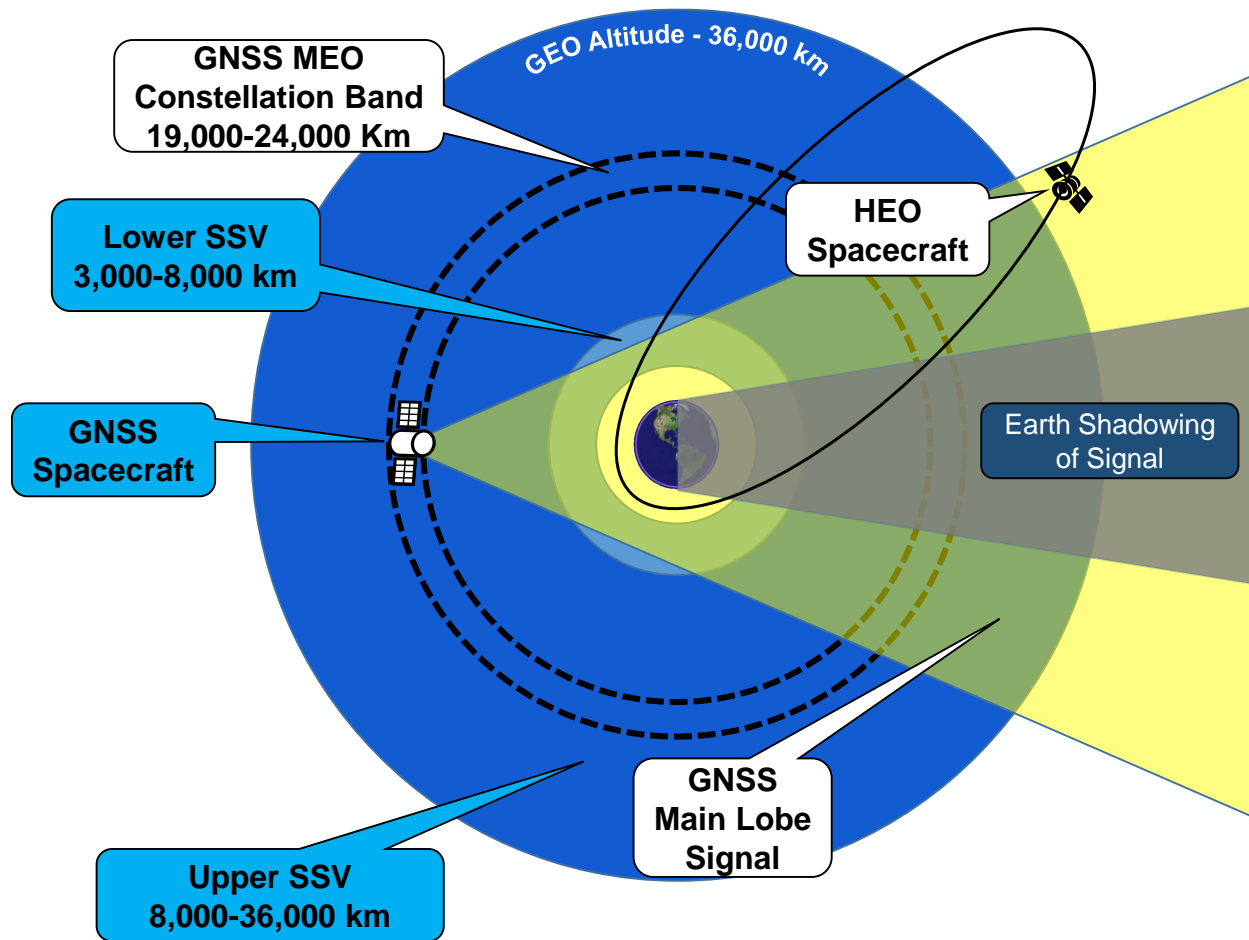 GEO Altitude - 36,000 km
GNSS MEO
Constellation Band
19,000-24,000 Km
Lower SSV
3,000-8,000 km
HEO
Spacecraft
GNSS
Spacecraft
Earth Shadowing
of Signal
GNSS
Main Lobe
Signal
Upper SSV
8,000-36,000 km